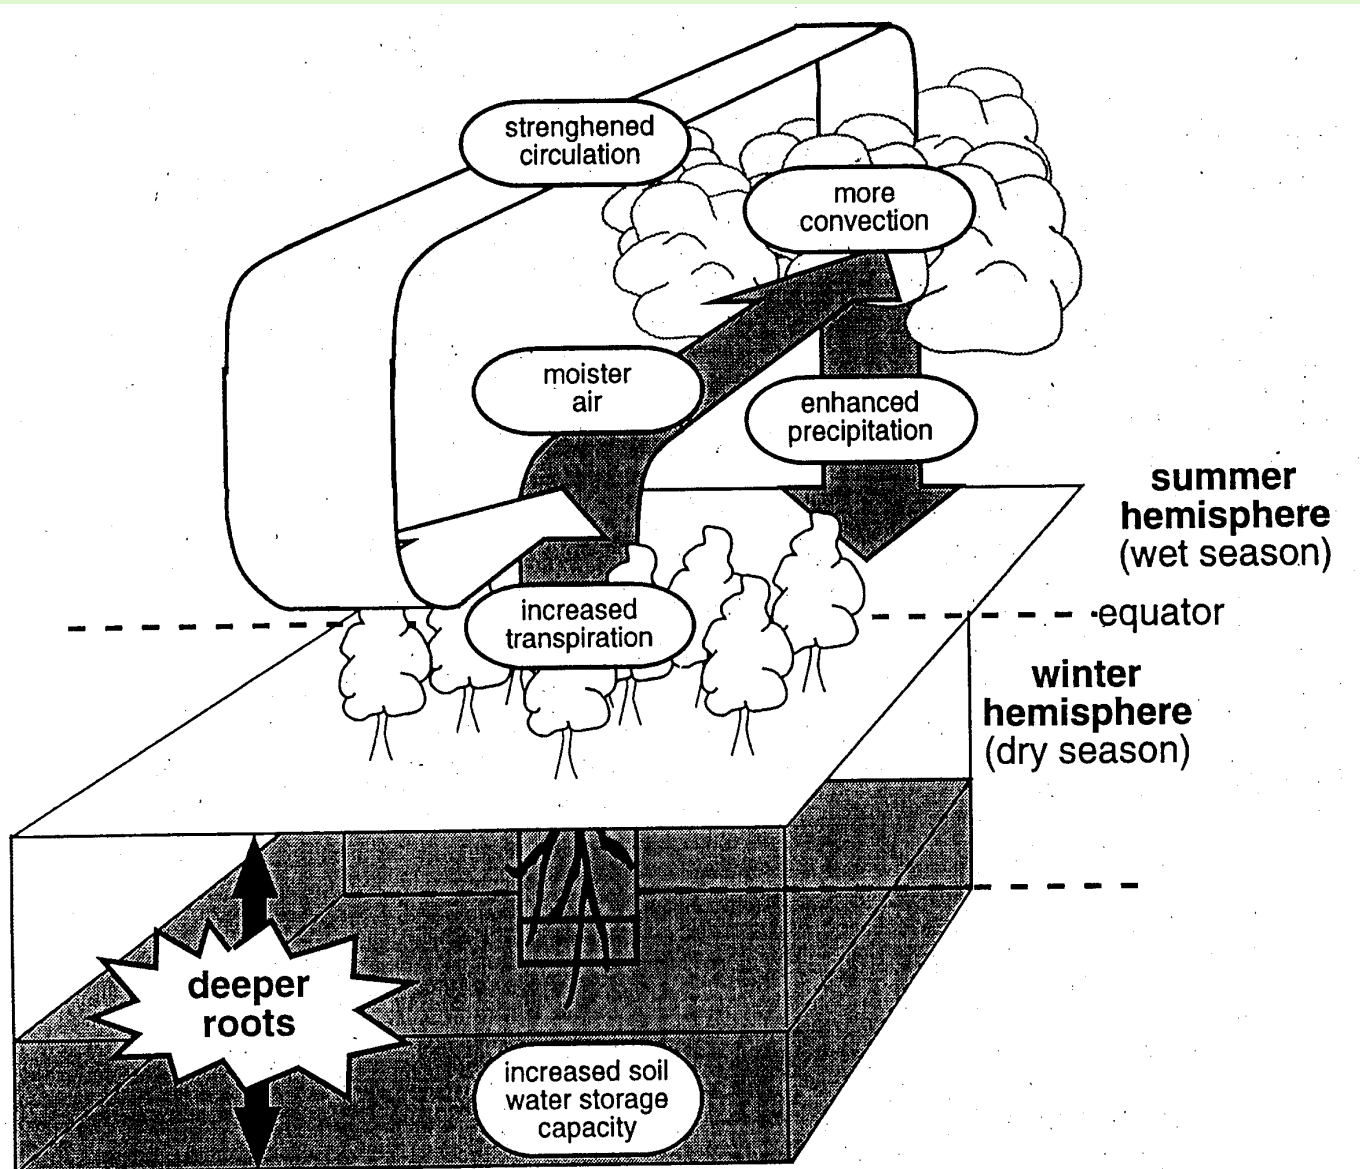 strenghened
circulation
more
convection
moister
air
enhanced
precipitation
summer
hemisphere
(wet season)
increased
transpiration
equator
winter
hemisphere
(dry season)
deeper
roots
increased soil
water storage
capacity